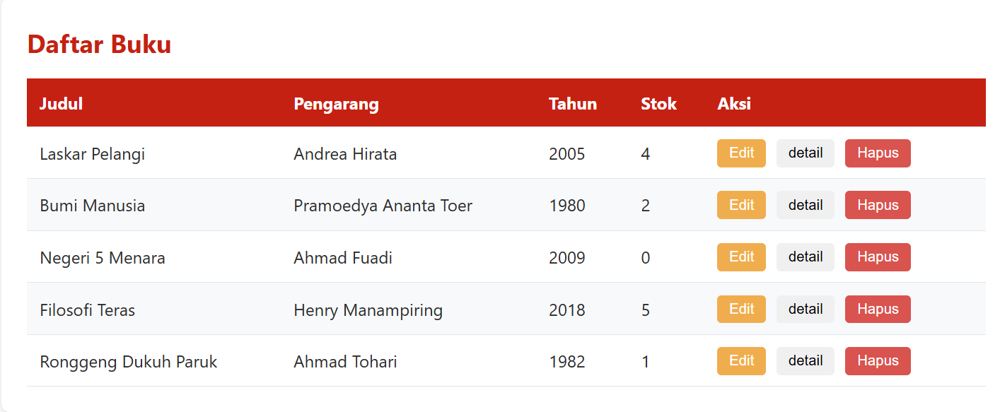 Daftar Buku
Judul Pengarang Tahun Stok Aksi
Laskar Pelangi Andrea Hirata 2005 4 Edit detail Hapus
Bumi Manusia Pramoedya Ananta Toer 1980 2 Edit detail Hapus
Negeri 5 Menara Ahmad Fuadi 2009 0 Edit detail Hapus
Filosofi Teras Henry Manampiring 2018 5 Edit detail Hapus
Ronggeng Dukuh Paruk Ahmad Tohari 1982 1 Edit detail Hapus